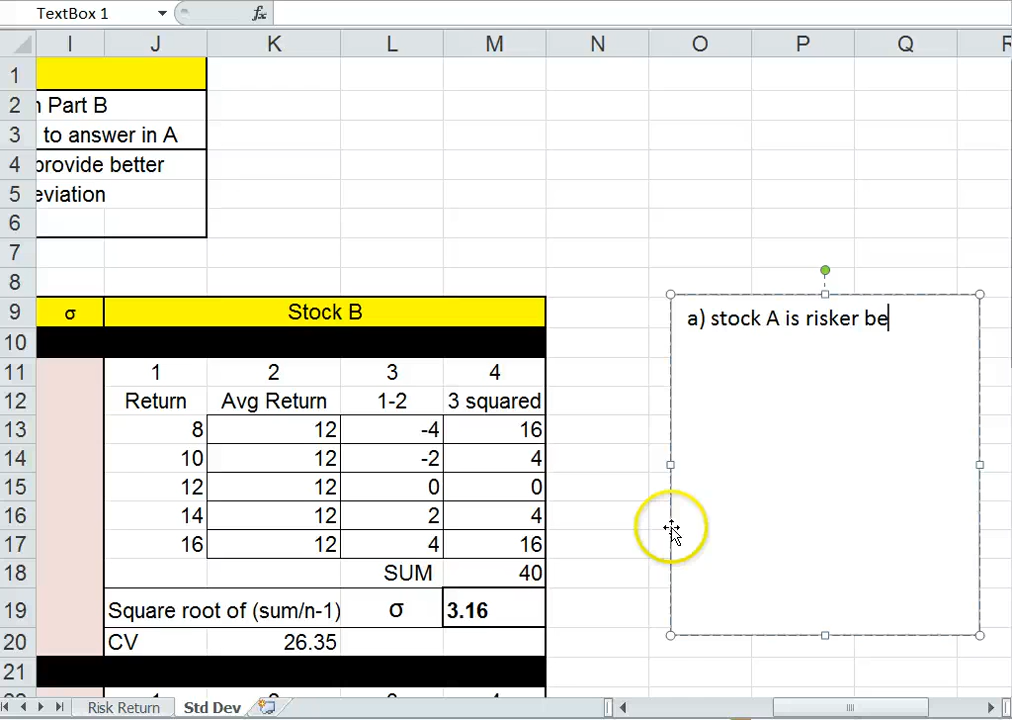 TextBox 1
fx
I J K L M N O P Q R
1
2 n Part B
3 to answer in A
4 provide better
5 eviation
6
7
8
9 σ Stock B
10
11 1 2 3 4
12 Return Avg Return 1-2 3 squared
13 8 12 -4 16
14 10 12 -2 4
15 12 12 0 0
16 14 12 2 4
17 16 12 4 16
18 SUM 40
19 Square root of (sum/n-1) σ 3.16
20 CV 26.35
21
a) stock A is risker be
Risk Return Std Dev